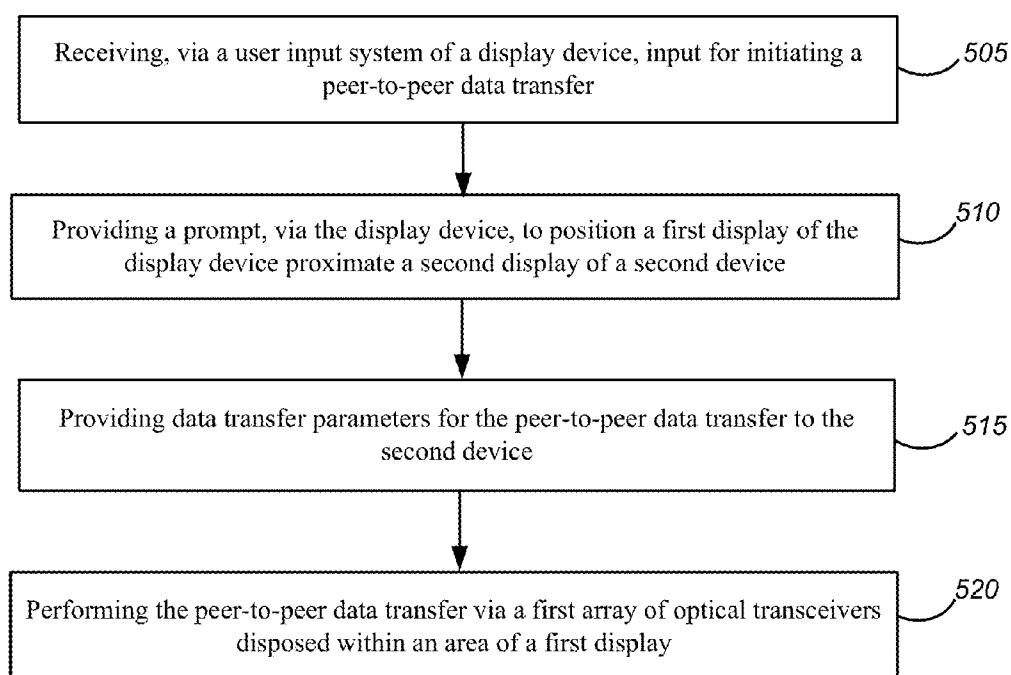 Receiving, via a user input system of a display device, input for initiating a
peer-to-peer data transfer
505
Providing a prompt, via the display device, to position a first display of the
display device proximate a second display of a second device
510
Providing data transfer parameters for the peer-to-peer data transfer to the
second device
515
Performing the peer-to-peer data transfer via a first array of optical transceivers
disposed within an area of a first display
520